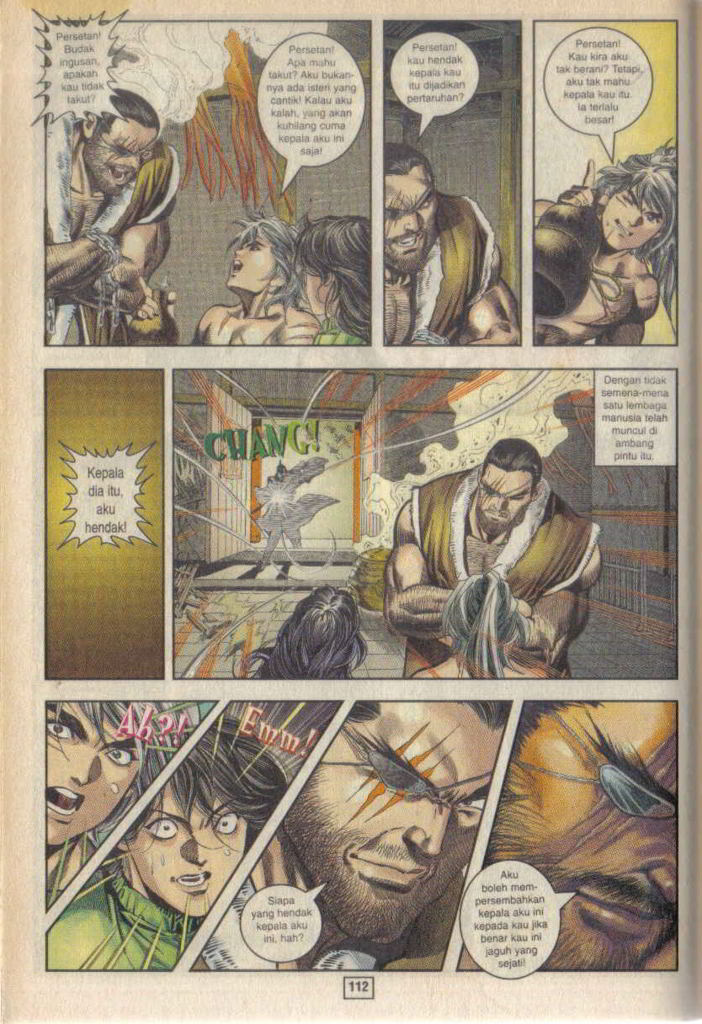 Persetan!
Budak
ingusan,
apakah
kau tidak
takut?
Persetan!
Apa mahu
takut? Aku bukan-
nya ada isteri yang
cantik! Kalau aku
kalah, yang akan
kuhilang cuma
kepala aku ini
saja!
Persetan!
kau hendak
kepala kau
itu dijadikan
pertaruhan?
Persetan!
Kau kira aku
tak berani? Tetapi,
aku tak mahu
kepala kau itu.
Ia terlalu
besar!
Kepala
dia itu,
aku
hendak!
CHANG!
Dengan tidak
semena-mena
satu lembaga
manusia telah
muncul di
ambang
pintu itu.
Ah?!
Emm!
Siapa
yang hendak
kepala aku
ini, hah?
Aku
boleh mem-
persembahkan
kepala aku ini
kepada kau jika
benar kau ini
jaguh yang
sejati!
112